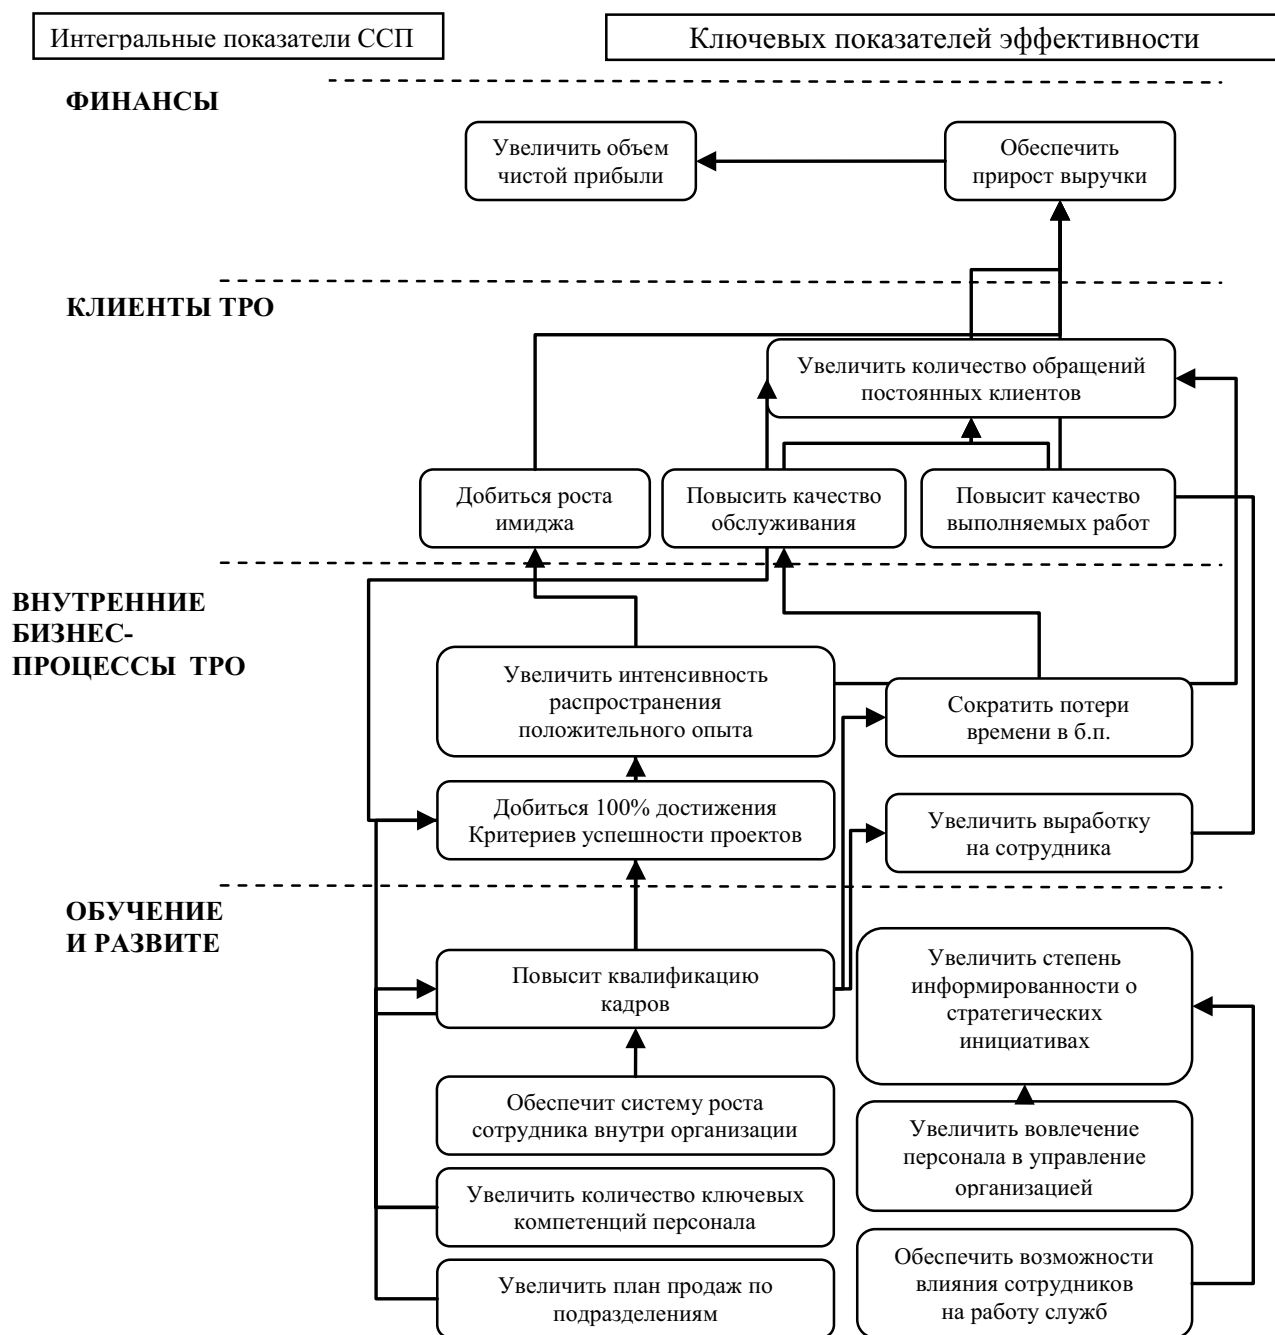 Интегральные показатели ССП
Ключевых показателей эффективности
ФИНАНСЫ
Увеличить объем
чистой прибыли
Обеспечить
прирост выручки
КЛИЕНТЫ ТРО
Увеличить количество обращений
постоянных клиентов
Добиться роста
имиджа
Повысить качество
обслуживания
Повысит качество
выполняемых работ
ВНУТРЕННИЕ
БИЗНЕС-
ПРОЦЕССЫ ТРО
Увеличить интенсивность
распространения
положительного опыта
Сократить потери
времени в б.п.
Добиться 100% достижения
Критериев успешности проектов
Увеличить выработку
на сотрудника
ОБУЧЕНИЕ
И РАЗВИТЕ
Повысит квалификацию
кадров
Увеличить степень
информированности о
стратегических
инициативах
Обеспечит систему роста
сотрудника внутри организации
Увеличить вовлечение
персонала в управление
организацией
Увеличить количество ключевых
компетенций персонала
Обеспечить возможности
влияния сотрудников
на работу служб
Увеличить план продаж по
подразделениям